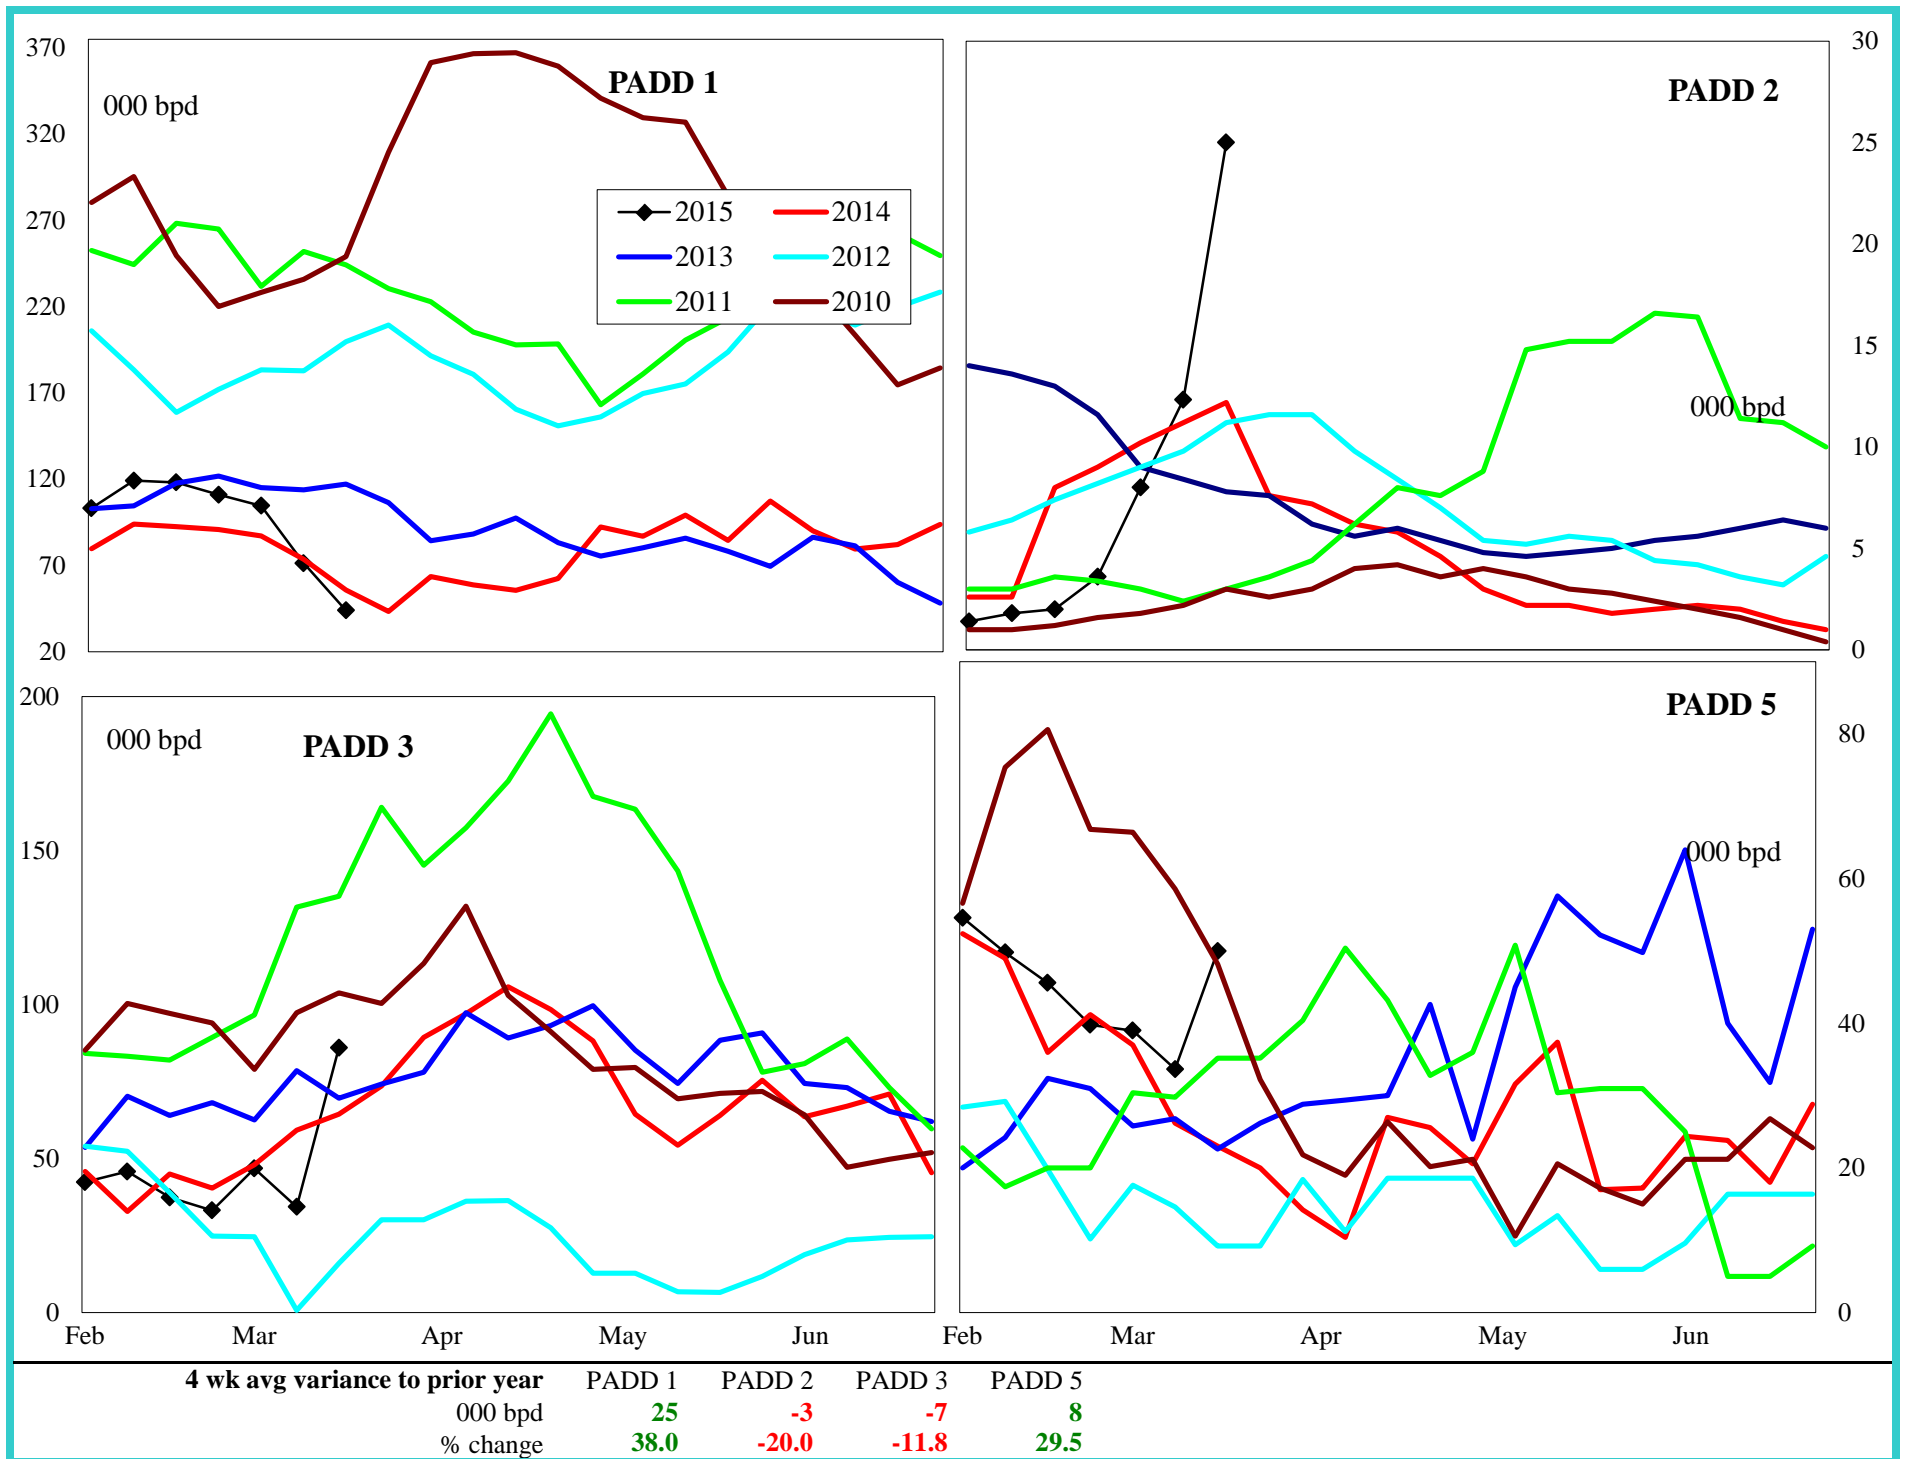 370
320
270
220
170
120
70
20
000 bpd
PADD 1
2015 2014
2013 2012
2011 2010
PADD 2
000 bpd
30
25
20
15
10
5
0
200
150
100
50
0
000 bpd
PADD 3
Feb Mar Apr May Jun
PADD 5
000 bpd
80
60
40
20
0
Feb Mar Apr May Jun
4 wk avg variance to prior year PADD 1 PADD 2 PADD 3 PADD 5
000 bpd 25 -3 -7 8
% change 38.0 -20.0 -11.8 29.5